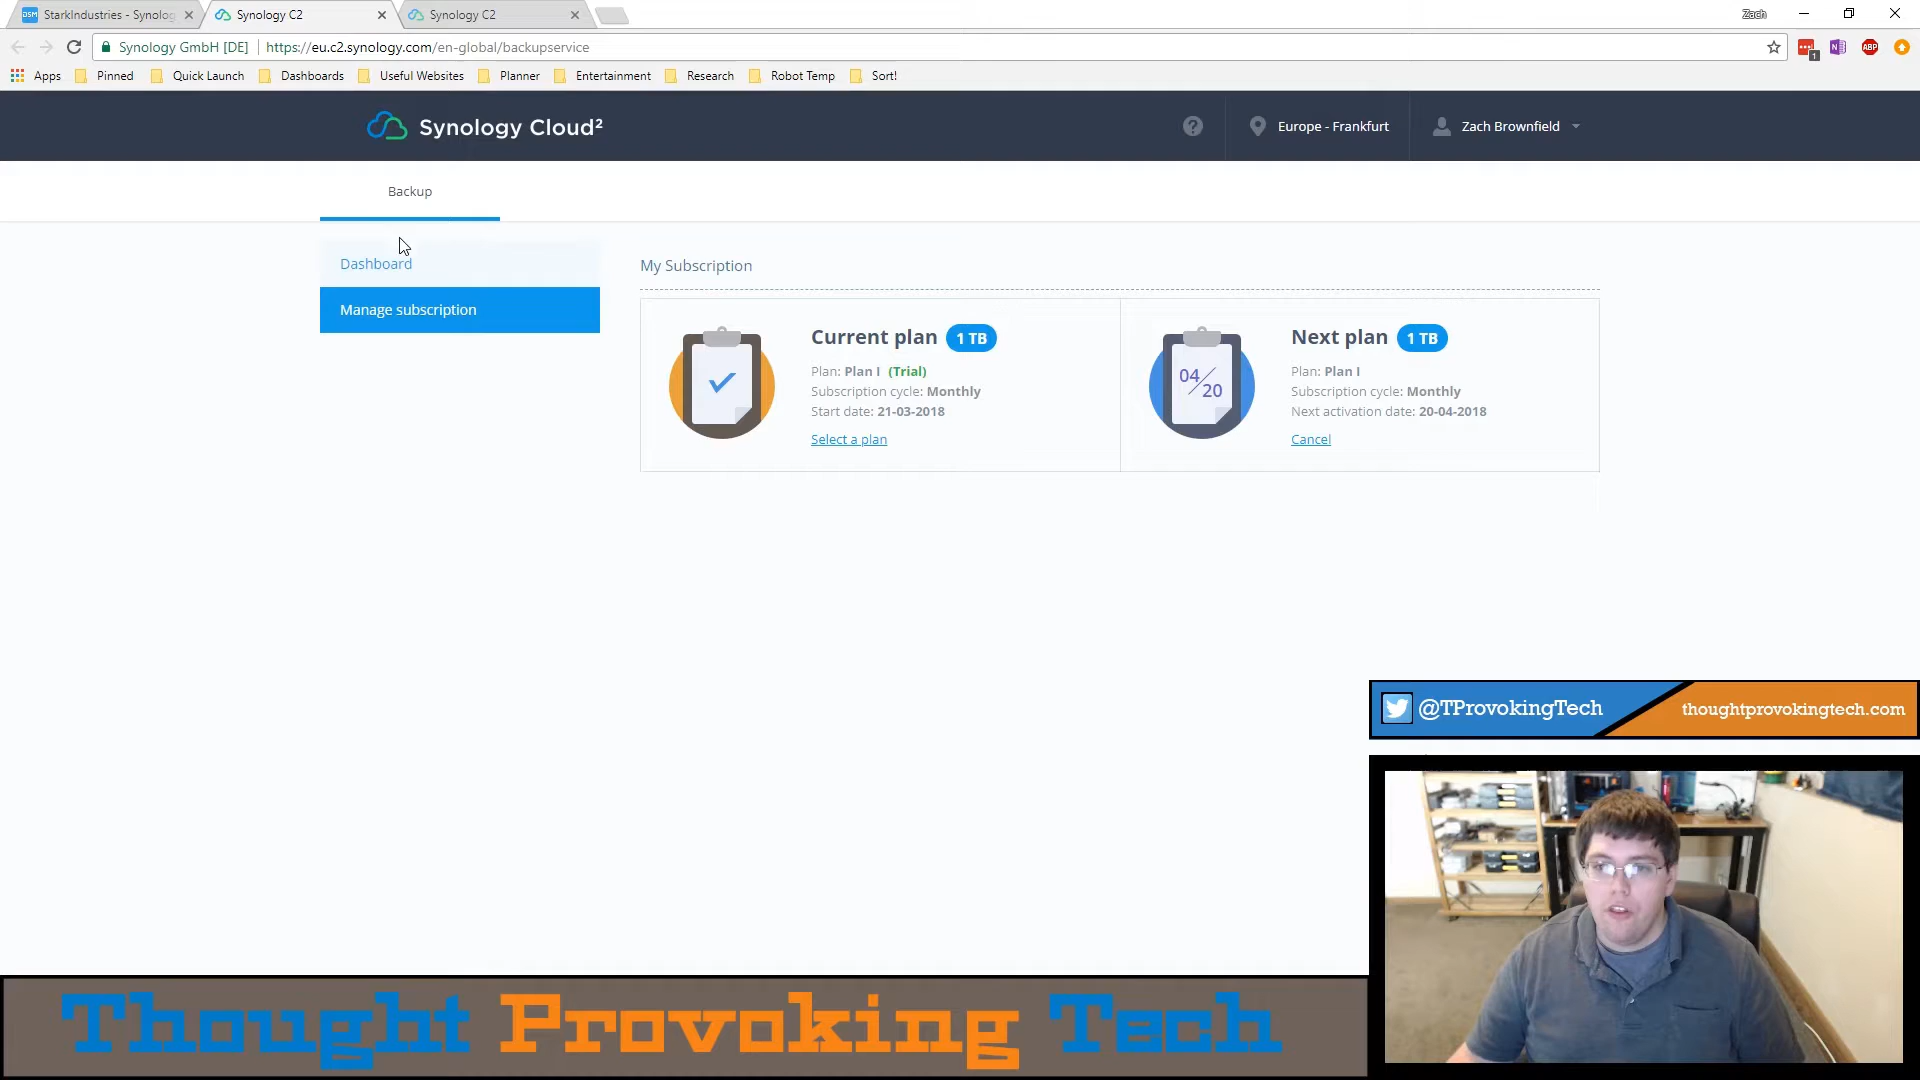 StarkIndustries - Synolog
Synology C2
Synology C2
Zach
Synology GmbH [DE]
https://eu.c2.synology.com/en-global/backupservice
1
ABP
Apps
Pinned
Quick Launch
Dashboards
Useful Websites
Planner
Entertainment
Research
Robot Temp
Sort!
Synology Cloud²
?
Europe - Frankfurt
Zach Brownfield
Backup
Dashboard
Manage subscription
My Subscription
Current plan 1 TB
Plan: Plan I (Trial)
Subscription cycle: Monthly
Start date: 21-03-2018
Select a plan
04/20
Next plan 1 TB
Plan: Plan I
Subscription cycle: Monthly
Next activation date: 20-04-2018
Cancel
@TProvokingTech
thoughtprovokingtech.com
Thought Provoking Tech